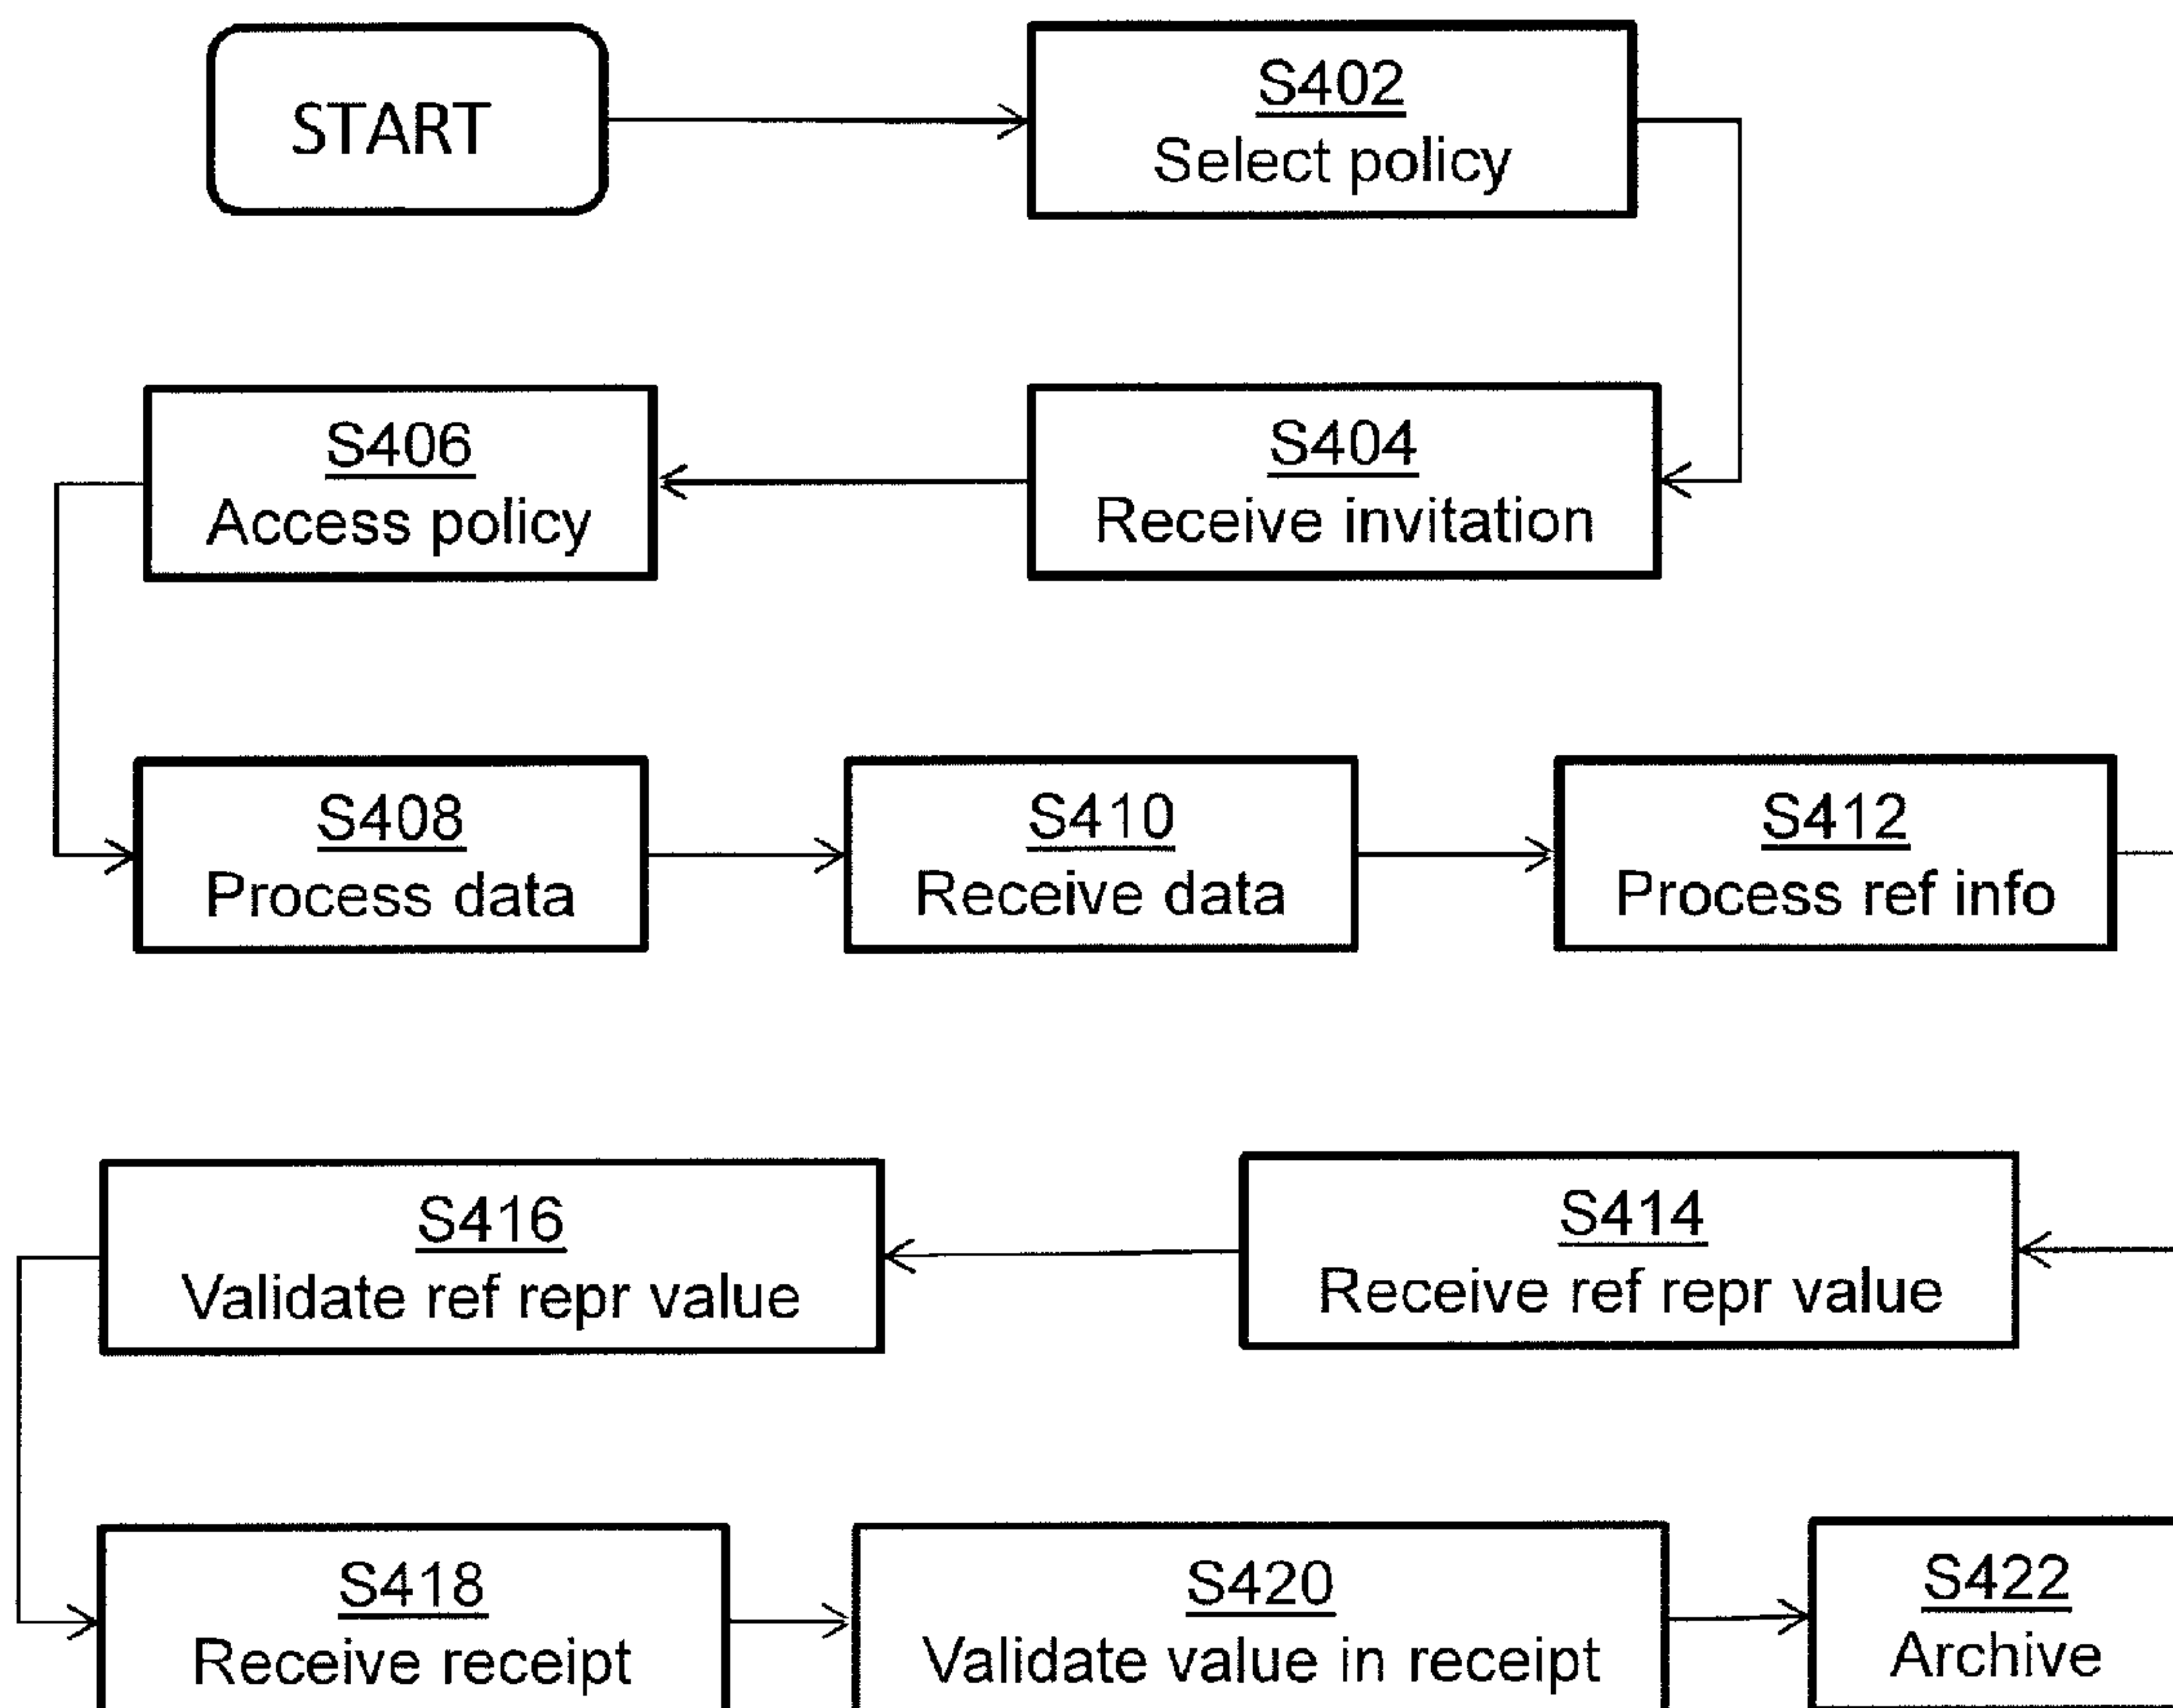 START
S402
Select policy
S404
Receive invitation
S406
Access policy
S408
Process data
S410
Receive data
S412
Process ref info
S414
Receive ref repr value
S416
Validate ref repr value
S418
Receive receipt
S420
Validate value in receipt
S422
Archive